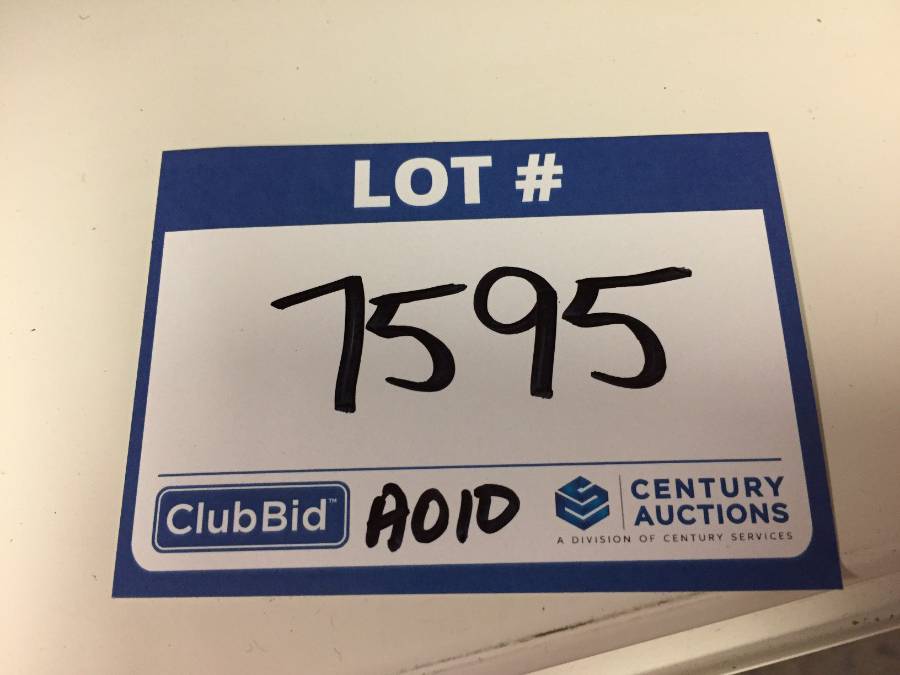 LOT #
7595
ClubBid™ A010 CENTURY AUCTIONS
A DIVISION OF CENTURY SERVICES